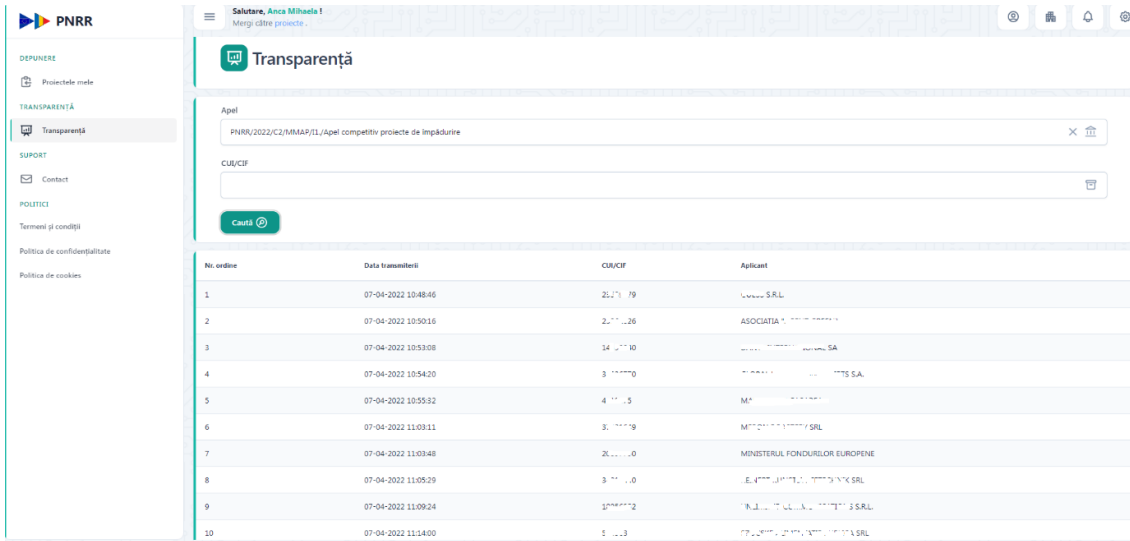 PNRR
Salutare, Anca Mihaela !
Mergi către proiecte .
DEPUNERE
Proiectele mele
TRANSPARENȚĂ
Transparență
SUPORT
Contact
POLITICI
Termeni și condiții
Politica de confidențialitate
Politica de cookies
Transparență
Apel
PNRR/2022/C2/MMAP/I1./Apel competitiv proiecte de împădurire
CUI/CIF
Caută
Nr. ordine Data transmiterii CUI/CIF Aplicant
1 07-04-2022 10:48:46 S.R.L.
2 07-04-2022 10:50:16 ASOCIATIA
3 07-04-2022 10:53:08 SA
4 07-04-2022 10:54:20 S.A.
5 07-04-2022 10:55:32
6 07-04-2022 11:03:11 SRL
7 07-04-2022 11:03:48 MINISTERUL FONDURILOR EUROPENE
8 07-04-2022 11:05:29 SRL
9 07-04-2022 11:09:24 S.R.L.
10 07-04-2022 11:14:00 SRL